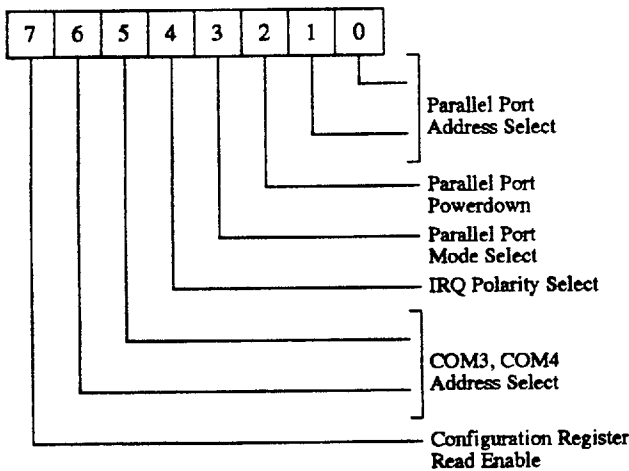 7 6 5 4 3 2 1 0
Parallel Port
Address Select
Parallel Port
Powerdown
Parallel Port
Mode Select
IRQ Polarity Select
COM3, COM4
Address Select
Configuration Register
Read Enable